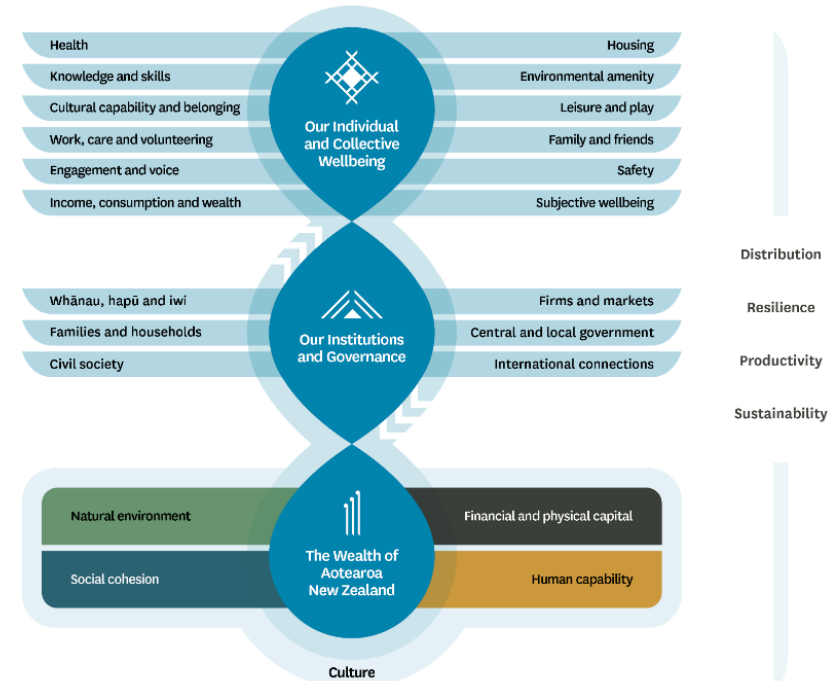 Health
Housing
Knowledge and skills
Environmental amenity
Cultural capability and belonging
Leisure and play
Work, care and volunteering
Family and friends
Engagement and voice
Safety
Income, consumption and wealth
Subjective wellbeing
Our Individual
and Collective
Wellbeing
Whānau, hapū and iwi
Firms and markets
Families and households
Central and local government
Civil society
International connections
Our Institutions
and Governance
Natural environment
Financial and physical capital
Social cohesion
Human capability
The Wealth of
Aotearoa
New Zealand
Culture
Distribution
Resilience
Productivity
Sustainability